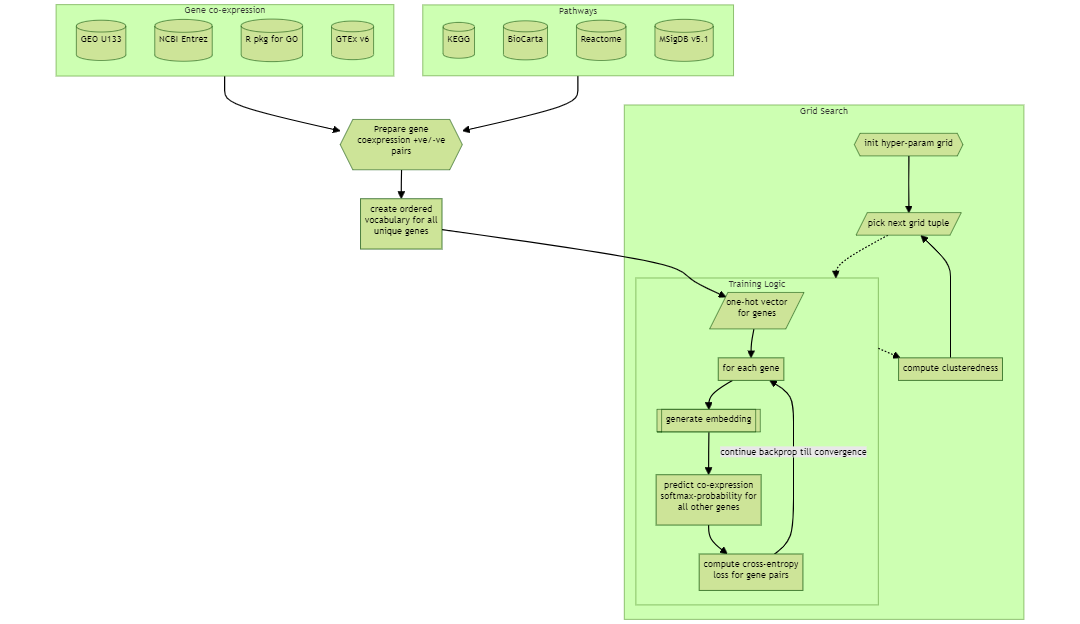 Gene co-expression
GEO U133
NCBI Entrez
R pkg for GO
GTEx v6
Pathways
KEGG
BioCarta
Reactome
MSigDB v5.1
Prepare gene
coexpression +ve/-ve
pairs
create ordered
vocabulary for all
unique genes
Grid Search
init hyper-param grid
pick next grid tuple
Training Logic
one-hot vector
for genes
for each gene
compute clusteredness
generate embedding
continue backprop till convergence
predict co-expression
softmax-probability for
all other genes
compute cross-entropy
loss for gene pairs